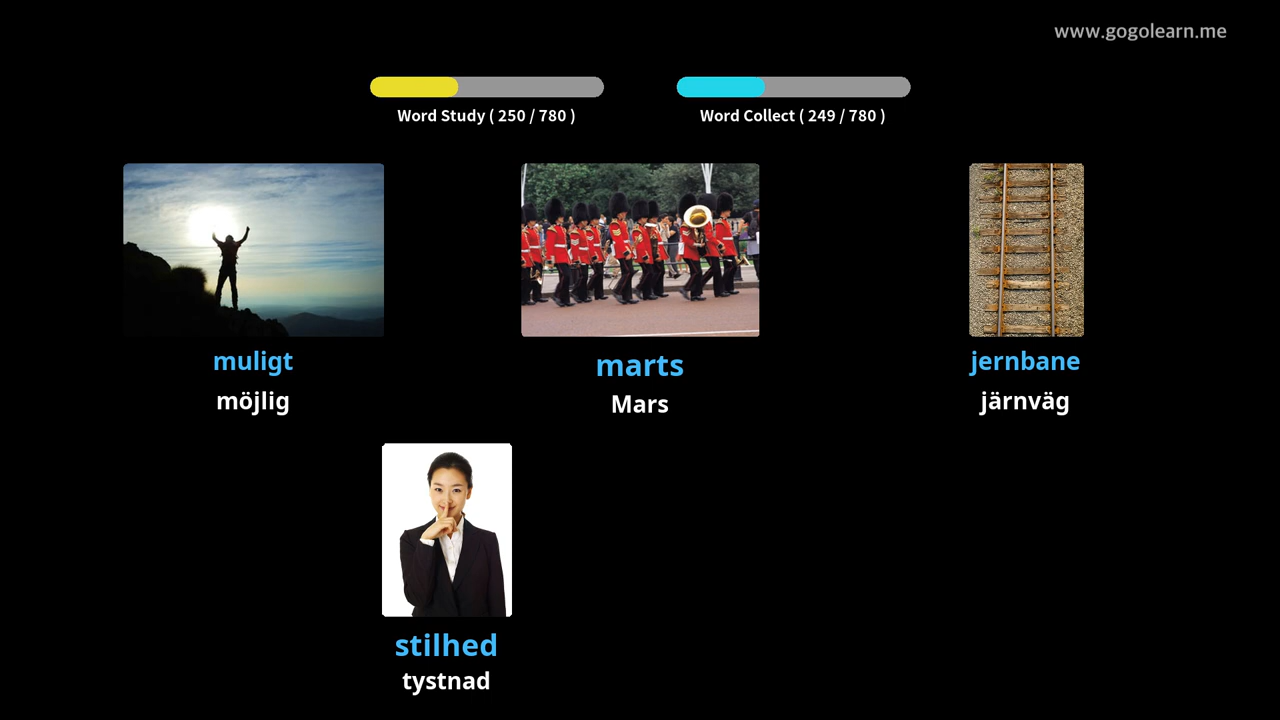 www.gogolearn.me
Word Study ( 250 / 780 )
Word Collect ( 249 / 780 )
muligt
möjlig
marts
Mars
jernbane
järnväg
stilhed
tystnad